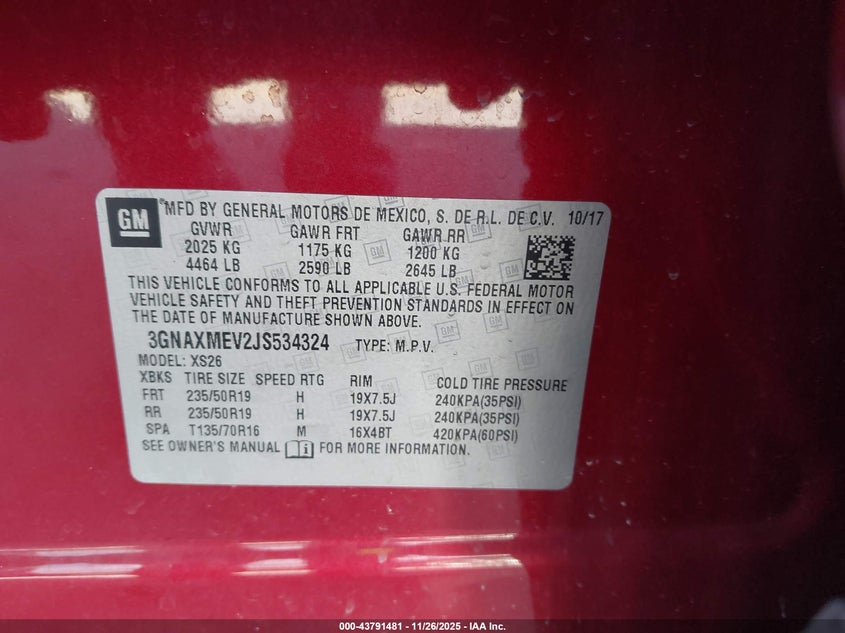 GM
®MFD BY GENERAL MOTORS DE MEXICO, S. DE R.L. DE C.V. 10/17
GVWR GAWR FRT GAWR RR
2025 KG 1175 KG 1200 KG
4464 LB 2590 LB 2645 LB
THIS VEHICLE CONFORMS TO ALL APPLICABLE U.S. FEDERAL MOTOR
VEHICLE SAFETY AND THEFT PREVENTION STANDARDS IN EFFECT ON
THE DATE OF MANUFACTURE SHOWN ABOVE.
3GNAXMEV2JS534324 TYPE: M.P.V.
MODEL: XS26
XBKS TIRE SIZE SPEED RTG RIM COLD TIRE PRESSURE
FRT 235/50R19 H 19X7.5J 240KPA(35PSI)
RR 235/50R19 H 19X7.5J 240KPA(35PSI)
SPA T135/70R16 M 16X4BT 420KPA(60PSI)
SEE OWNER'S MANUAL FOR MORE INFORMATION.
000-43791481 - 11/26/2025 - IAA Inc.